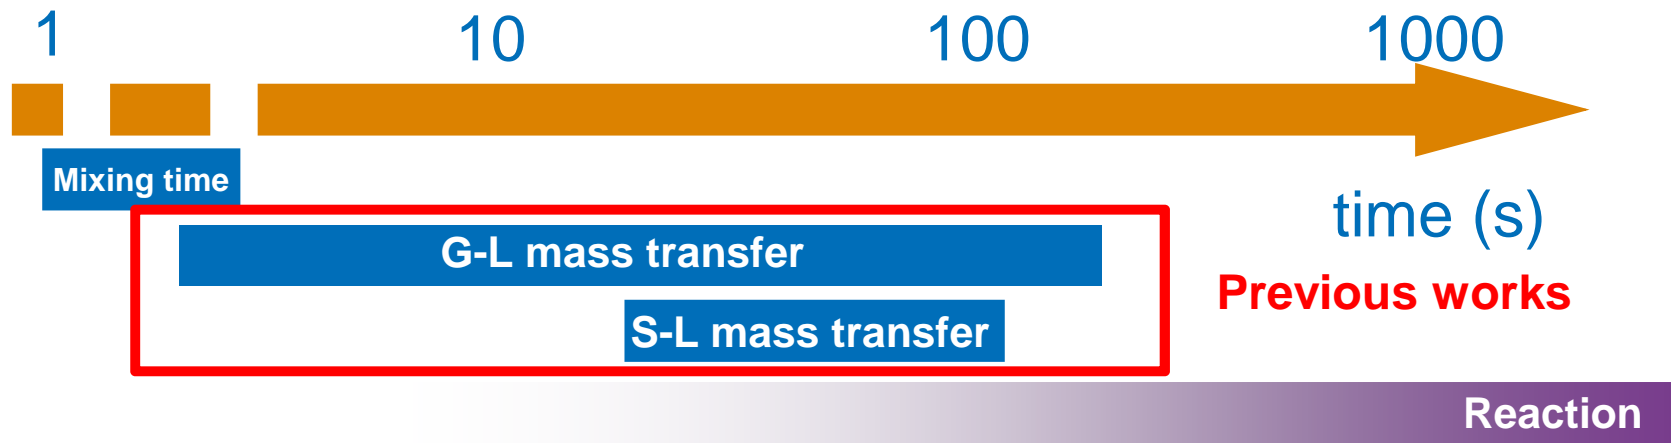 1 10 100 1000
Mixing time
time (s)
G-L mass transfer
Previous works
S-L mass transfer
Reaction